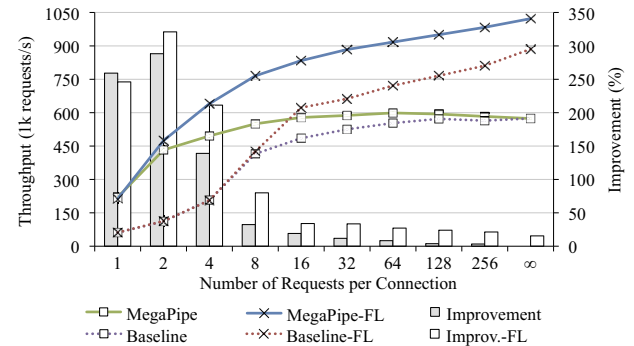 Throughput (1k requests/s)
1050
900
750
600
450
300
150
0
350
300
250
200
150
100
50
0
Improvement (%)
1 2 4 8 16 32 64 128 256 ∞
Number of Requests per Connection
MegaPipe MegaPipe-FL Improvement
Baseline Baseline-FL Improv.-FL